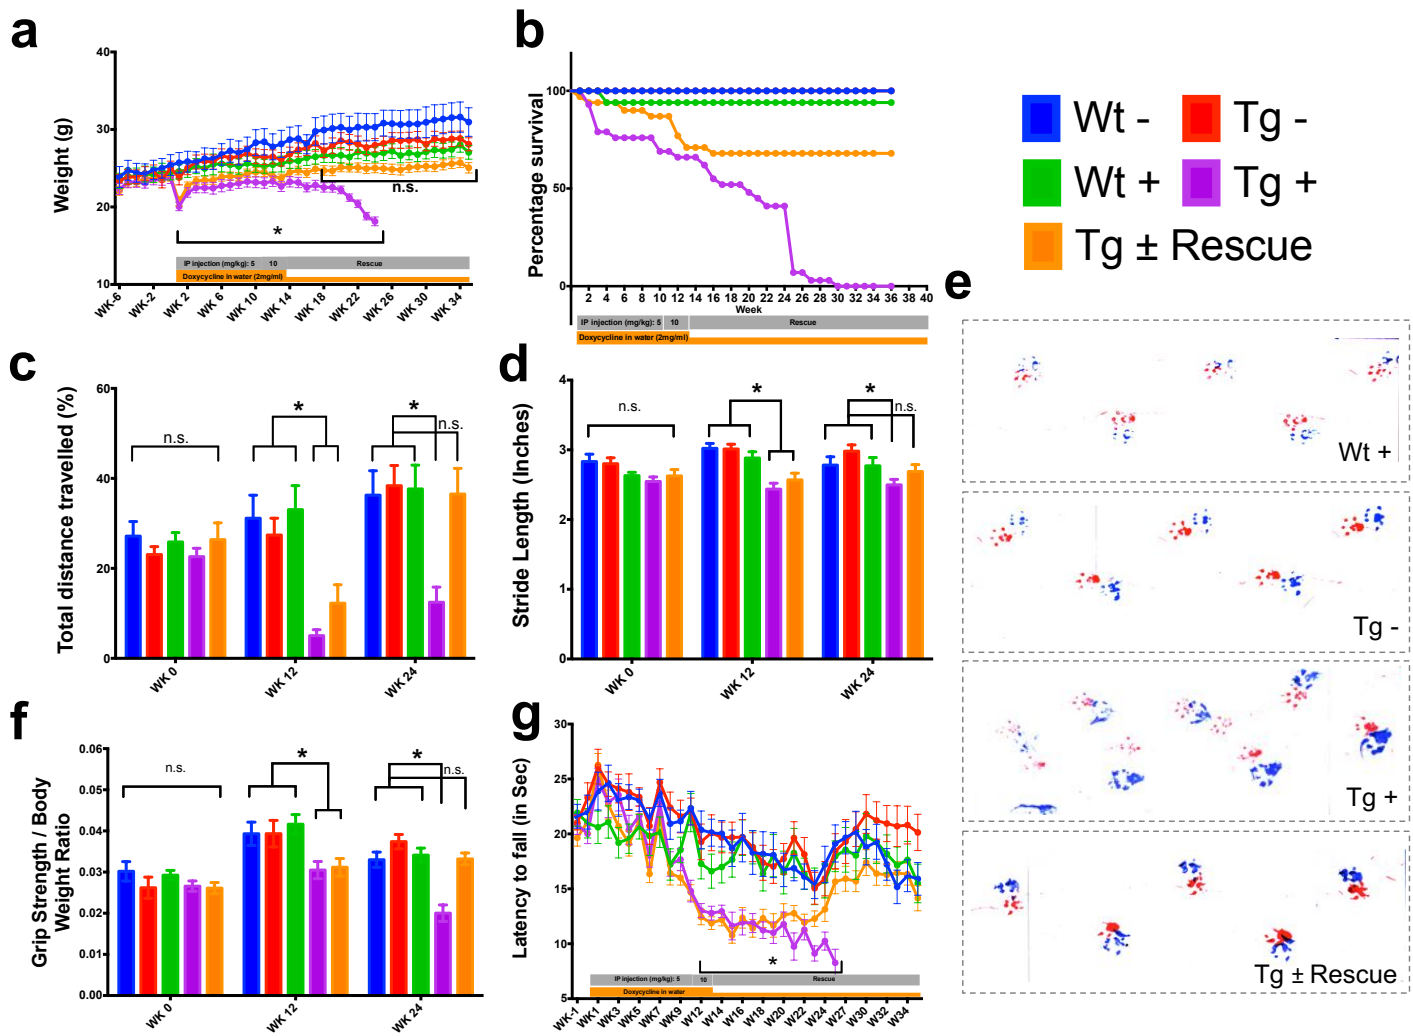 a
Weight (g)
40
30
20
10
n.s.
*
IP injection (mg/kg): 5 10 Rescue
Doxycycline in water (2mg/ml)
WK-6 WK-2 WK 2 WK 6 WK 10 WK 14 WK 18 WK 22 WK 26 WK 30 WK 34
b
Percentage survival
100
50
0
2 4 6 8 10 12 14 16 18 20 22 24 26 28 30 32 34 36 38 40
Week
IP injection (mg/kg): 5 10 Rescue
Doxycycline in water (2mg/ml)
Wt - Tg -
Wt + Tg +
Tg ± Rescue
c
Total distance travelled (%)
60
40
20
0
n.s. * * n.s.
WK 0 WK 12 WK 24
d
Stride Length (Inches)
4
3
2
1
0
n.s. * * n.s.
WK 0 WK 12 WK 24
e
Wt +
Tg -
Tg +
Tg ± Rescue
f
Grip Strength / Body
Weight Ratio
0.06
0.05
0.04
0.03
0.02
0.01
0.00
n.s. * * n.s.
WK 0 WK 12 WK 24
g
Latency to fall (in Sec)
30
25
20
15
10
5
*
IP injection (mg/kg): 5 10 Rescue
Doxycycline in water
WK-1 WK1 WK3 WK5 WK7 WK9 W12 W14 W16 W18 W20 W22 W24 W27 W30 W32 W34